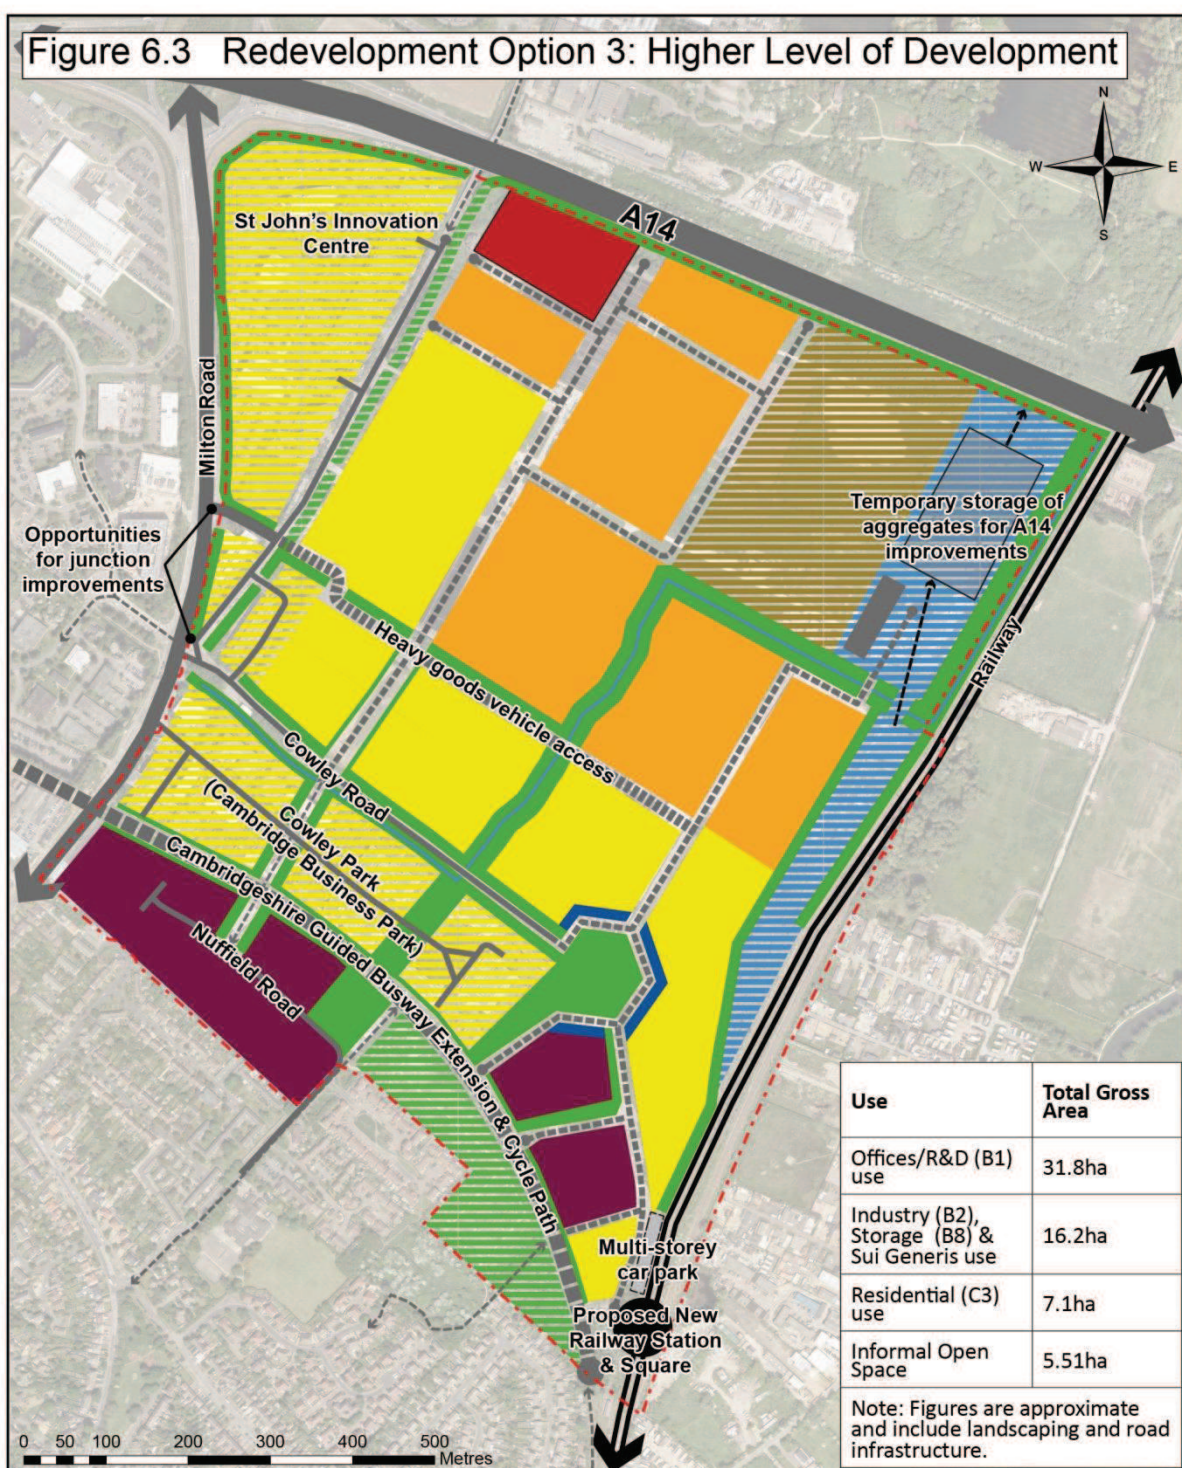 Figure 6.3 Redevelopment Option 3: Higher Level of Development
N
W
E
S
A14
St John's Innovation
Centre
Milton Road
Opportunities
for junction
improvements
Temporary storage of
aggregates for A14
improvements
Railway
Heavy goods vehicle access
Cowley Road
Cowley Park
(Cambridge Business Park)
Cambridgeshire Guided Busway Extension & Cycle Path
Nuffield Road
Multi-storey
car park
Proposed New
Railway Station
& Square
Use Total Gross
Area
Offices/R&D (B1)
use 31.8ha
Industry (B2),
Storage (B8) &
Sui Generis use 16.2ha
Residential (C3)
use 7.1ha
Informal Open
Space 5.51ha
Note: Figures are approximate
and include landscaping and road
infrastructure.
0 50 100 200 300 400 500
Metres